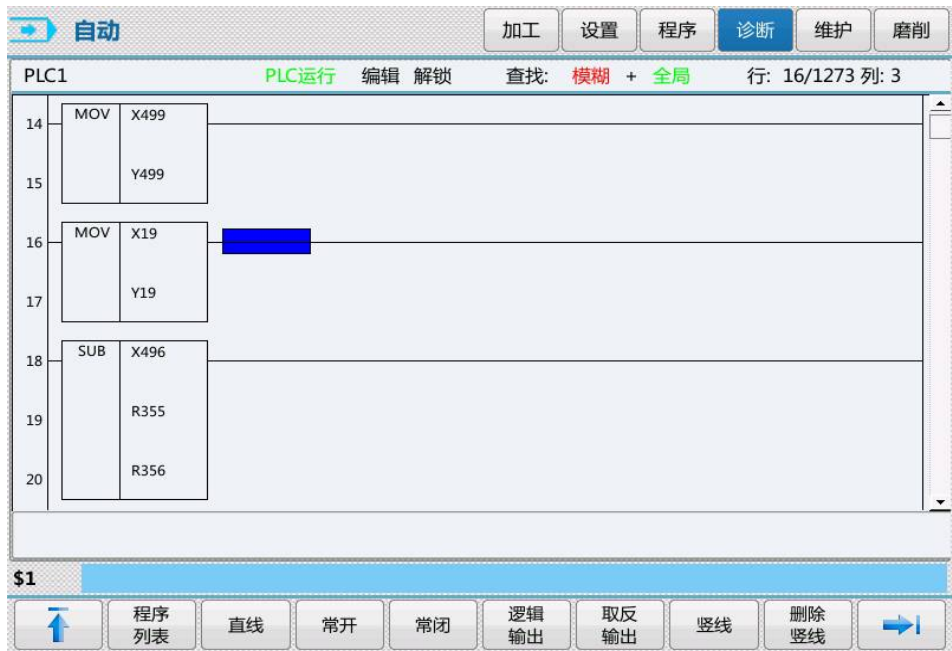 自动 加工 设置 程序 诊断 维护 磨削
PLC1 PLC运行 编辑 解锁 查找: 模糊 + 全局 行: 16/1273 列: 3
14 MOV X499
15 Y499
16 MOV X19
17 Y19
18 SUB X496
19 R355
20 R356
$1
程序列表 直线 常开 常闭 逻辑输出 取反输出 竖线 删除竖线